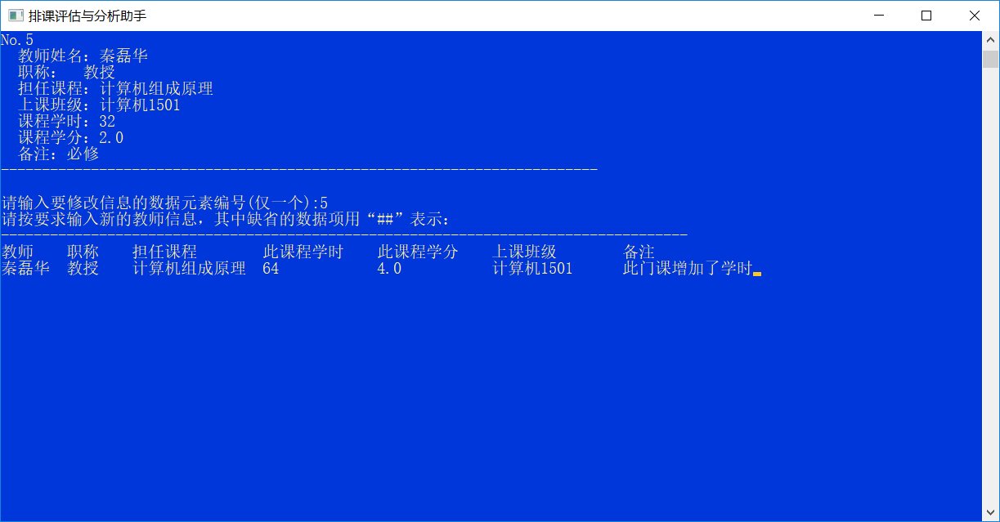 排课评估与分析助手
No.5
教师姓名：秦磊华
职称：  教授
担任课程：计算机组成原理
上课班级：计算机1501
课程学时：32
课程学分：2.0
备注：必修
-------------------------------------------------------------------------
请输入要修改信息的数据元素编号(仅一个):5
请按要求输入新的教师信息，其中缺省的数据项用“##”表示：
------------------------------------------------------------------------------------
教师    职称    担任课程        此课程学时    此课程学分    上课班级        备注
秦磊华  教授    计算机组成原理  64            4.0           计算机1501      此门课增加了学时